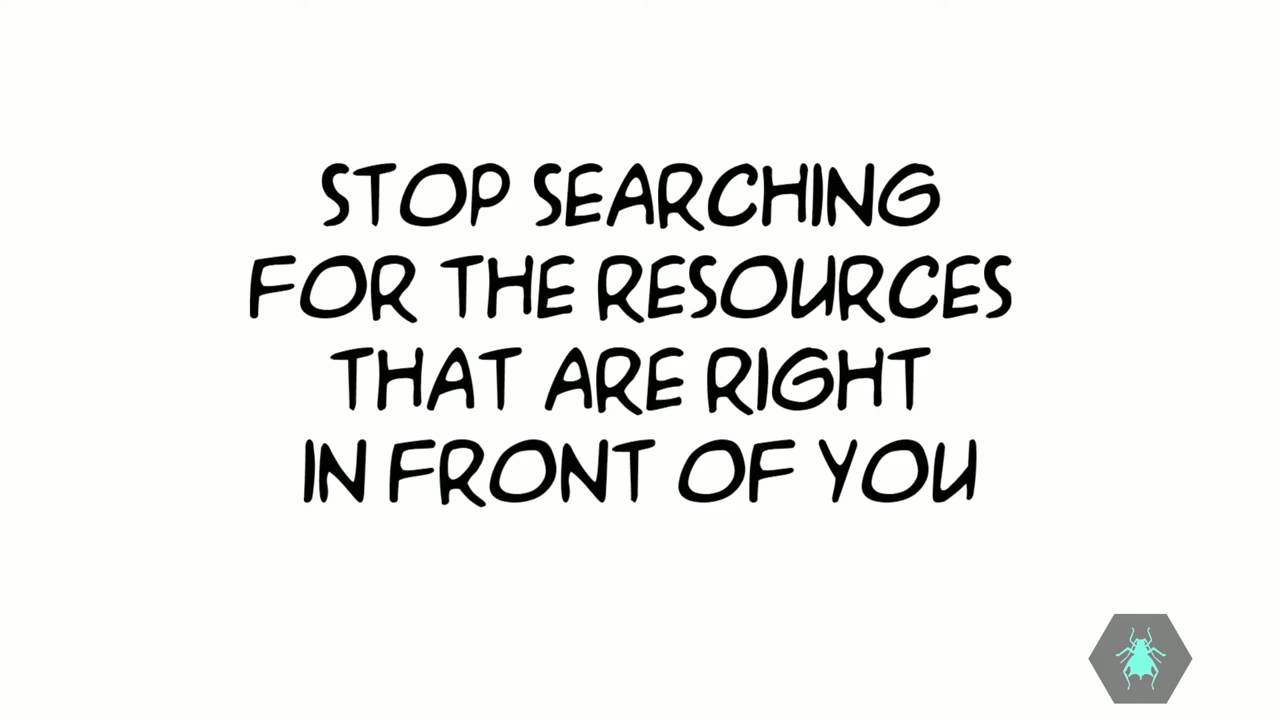 STOP SEARCHING
FOR THE RESOURCES
THAT ARE RIGHT
IN FRONT OF YOU